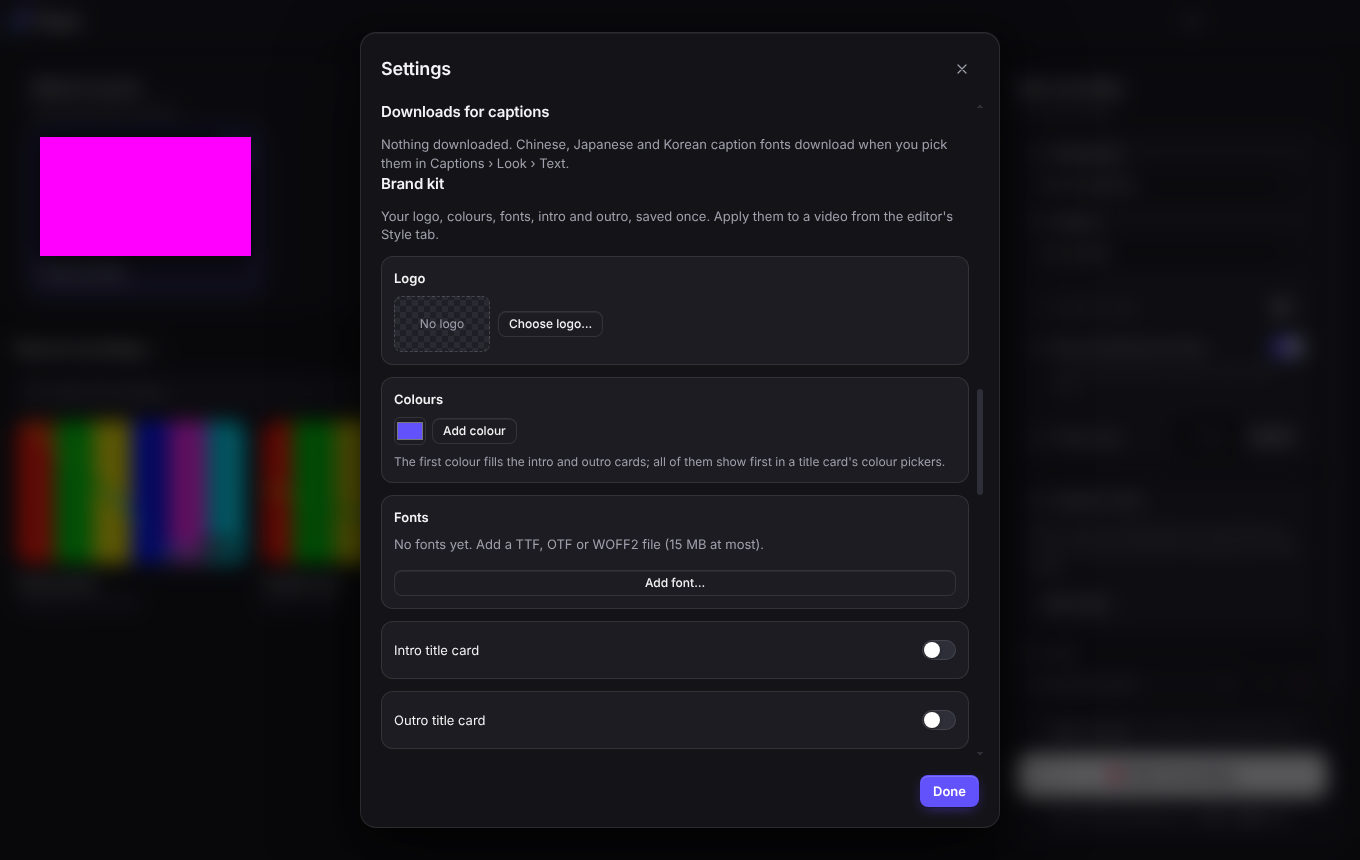 Settings
Downloads for captions
Nothing downloaded. Chinese, Japanese and Korean caption fonts download when you pick
them in Captions › Look › Text.
Brand kit
Your logo, colours, fonts, intro and outro, saved once. Apply them to a video from the editor's
Style tab.
Logo
No logo
Choose logo...
Colours
Add colour
The first colour fills the intro and outro cards; all of them show first in a title card's colour pickers.
Fonts
No fonts yet. Add a TTF, OTF or WOFF2 file (15 MB at most).
Add font...
Intro title card
Outro title card
Done